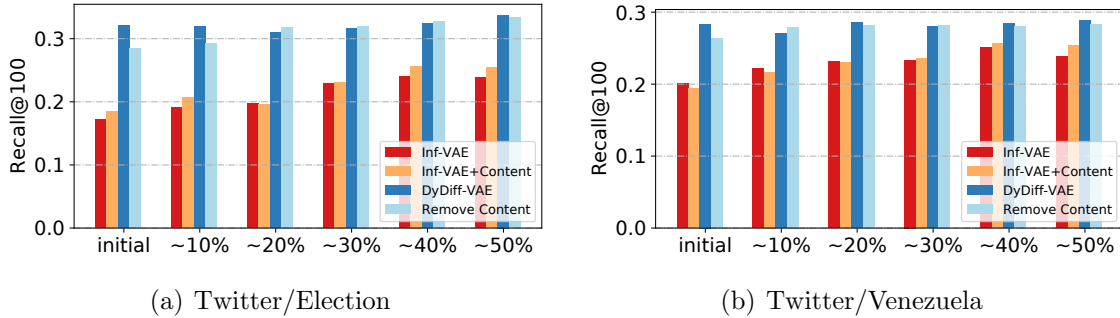 Recall@100
0.3
0.2
0.1
0.0
Inf-VAE
Inf-VAE+Content
DyDiff-VAE
Remove Content
initial ~10% ~20% ~30% ~40% ~50%
(a) Twitter/Election
Recall@100
0.3
0.2
0.1
0.0
Inf-VAE
Inf-VAE+Content
DyDiff-VAE
Remove Content
initial ~10% ~20% ~30% ~40% ~50%
(b) Twitter/Venezuela